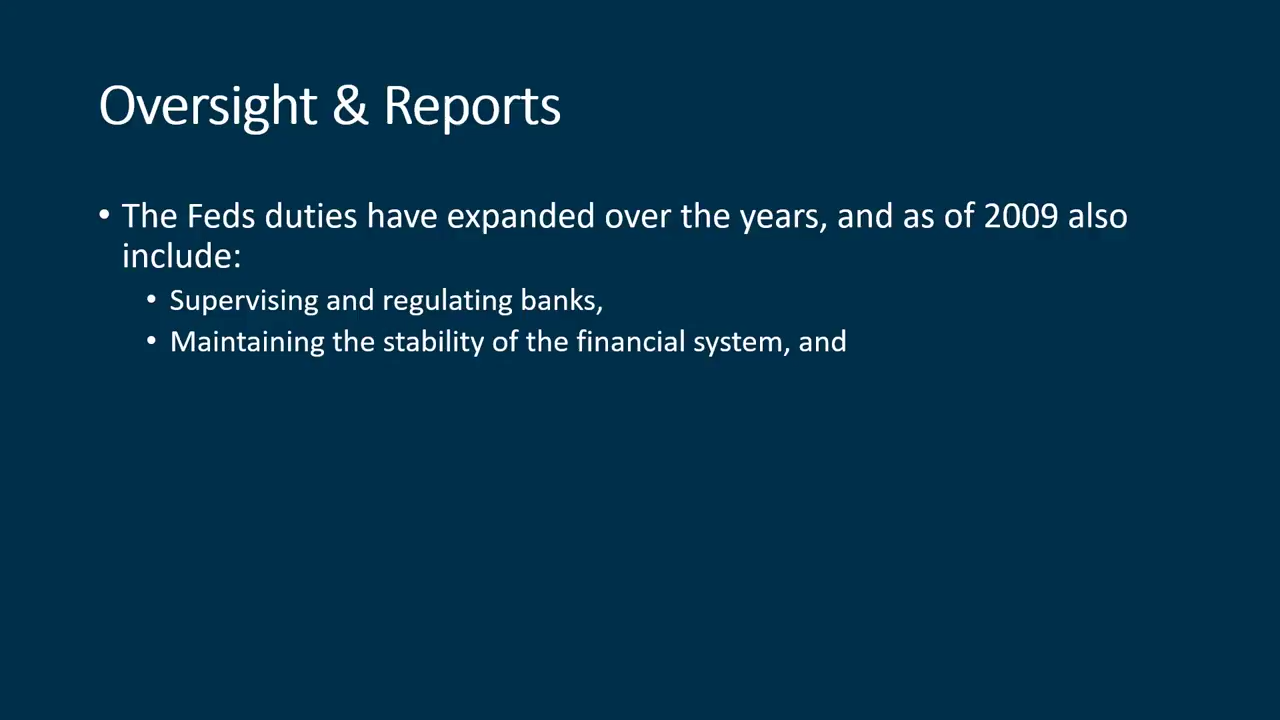 Oversight & Reports
• The Feds duties have expanded over the years, and as of 2009 also
include:
• Supervising and regulating banks,
• Maintaining the stability of the financial system, and